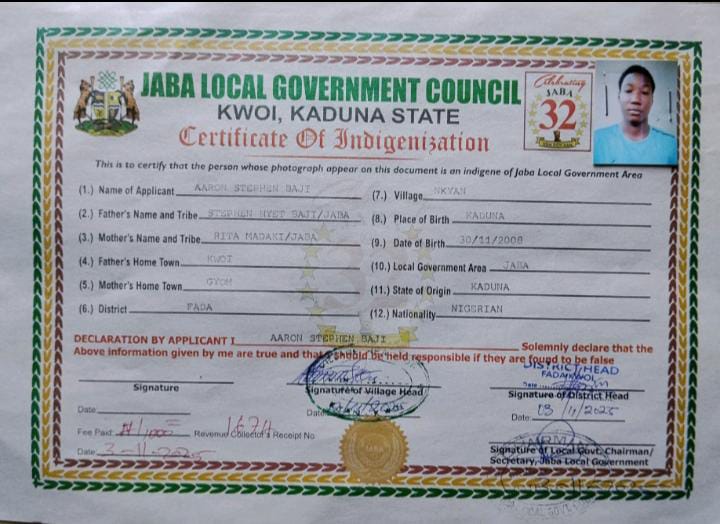 JABA LOCAL GOVERNMENT COUNCIL
KWOI, KADUNA STATE
Certificate Of Indigenization
Celebrating
JABA
32
This is to certify that the person whose photograph appear on this document is an indigene of Jaba Local Government Area
(1.) Name of Applicant AARON STEPHEN BAJI
(2.) Father's Name and Tribe STEPHEN NYET BAJI/JABA
(3.) Mother's Name and Tribe RITA MADAKI/JABA
(4.) Father's Home Town KWOI
(5.) Mother's Home Town GYOM
(6.) District FADA
(7.) Village NKYAN
(8.) Place of Birth KADUNA
(9.) Date of Birth 30/11/2008
(10.) Local Government Area JABA
(11.) State of Origin KADUNA
(12.) Nationality NIGERIAN
DECLARATION BY APPLICANT I AARON STEPHEN BAJI Solemnly declare that the
Above information given by me are true and that I should be held responsible if they are found to be false
Signature
Date
Fee Paid: ₦1,000 Revenue Collector's Receipt No 1674
Date 3-11-2025
Signature of Village Head
Date
DISTRICT HEAD
FADA KWOI
Signature of District Head
Date 03/11/2025
Signature of Local Govt. Chairman/
Secretary, Jaba Local Government